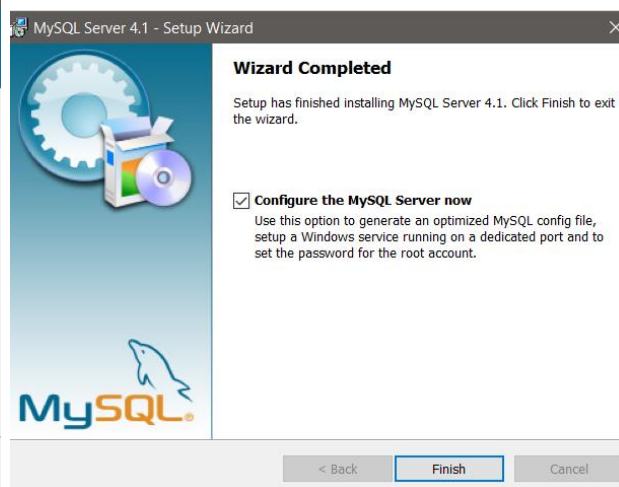 MySQL Server 4.1 - Setup Wizard
Wizard Completed
Setup has finished installing MySQL Server 4.1. Click Finish to exit
the wizard.
Configure the MySQL Server now
Use this option to generate an optimized MySQL config file,
setup a Windows service running on a dedicated port and to
set the password for the root account.
MySQL®
< Back
Finish
Cancel